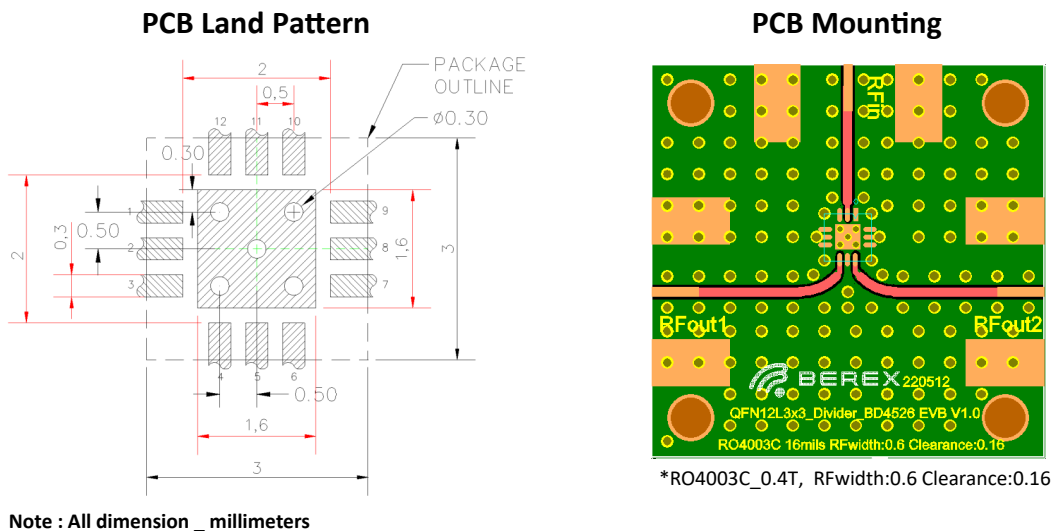 PCB Land Pattern
PCB Mounting
2
PACKAGE
OUTLINE
0,5
12
11
10
Ø0.30
0.30
1
2
3
9
8
7
0.50
0,3
2
1,6
3
4
5
6
0.50
1,6
3
RFin
RFout1
RFout2
BEREX
220512
QFN12L3x3_Divider_BD4526 EVB V1.0
RO4003C 16mils RFwidth:0.6 Clearance:0.16
*RO4003C_0.4T, RFwidth:0.6 Clearance:0.16
Note : All dimension _ millimeters